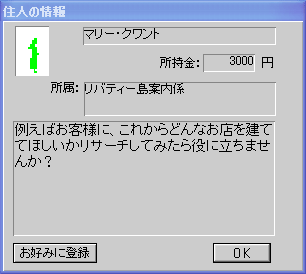 住人の情報
マリー・クワント
所持金: 3000 円
所属: リバティー島案内係
例えばお客様に、これからどんなお店を建て
てほしいかリサーチしてみたら役に立ちませ
んか？
お好みに登録 OK